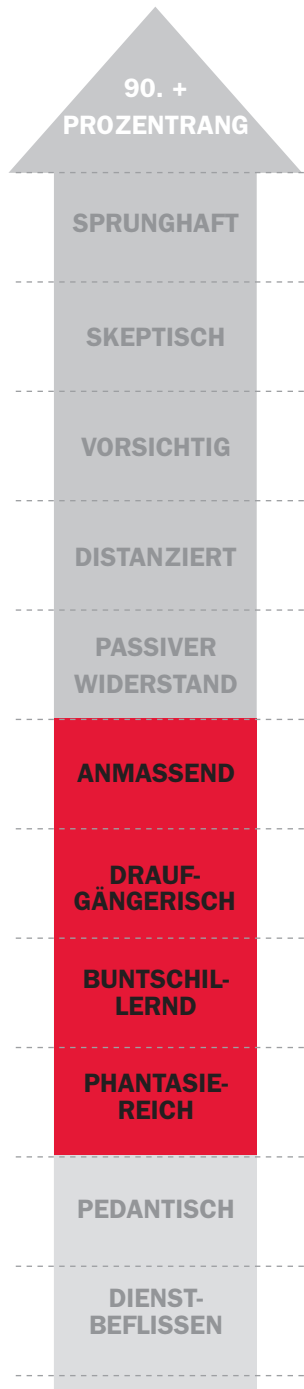 90. +
PROZENTRANG
SPRUNGHAFT
SKEPTISCH
VORSICHTIG
DISTANZIERT
PASSIVER
WIDERSTAND
ANMASSEND
DRAUF-
GÄNGERISCH
BUNTSCHIL-
LERND
PHANTASIE-
REICH
PEDANTISCH
DIENST-
BEFLISSEN